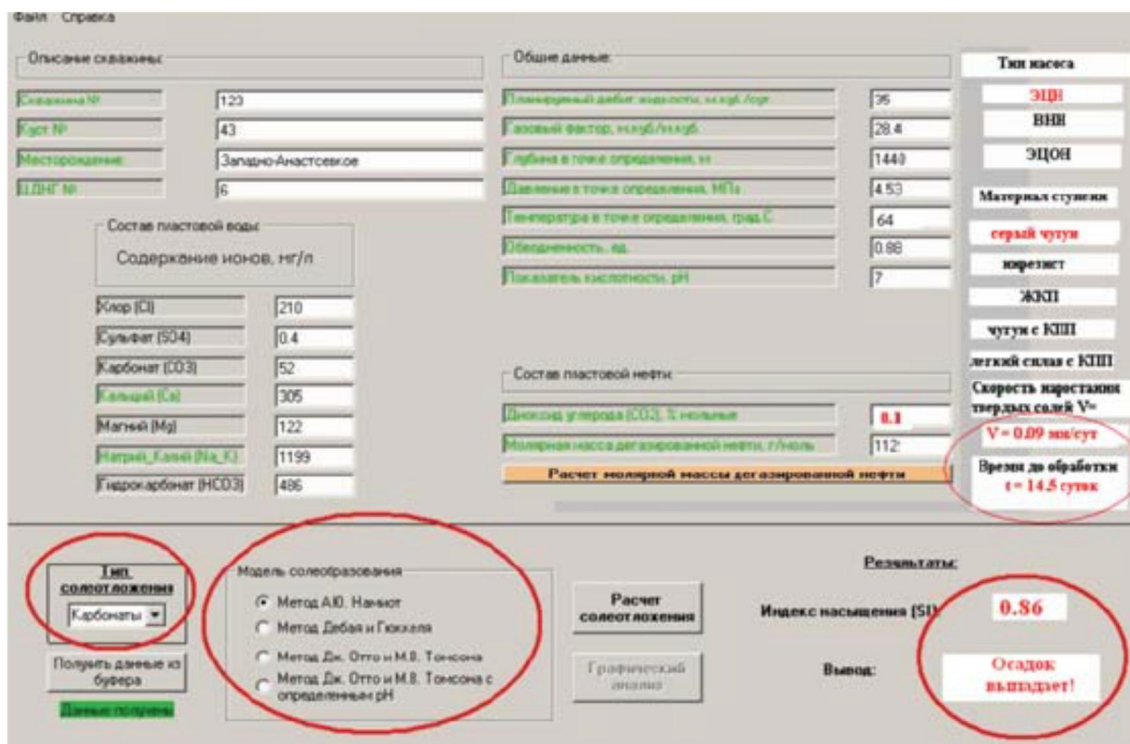 Файл Справка
Описание скважины:
Скважина № 123
Куст № 43
Месторождение: Западно-Анастсевкое
ЦДНГ № 6
Состав пластовой воды:
Содержание ионов, мг/л
Хлор (Cl) 210
Сульфат (SO4) 0.4
Карбонат (CO3) 52
Кальций (Ca) 305
Магний (Mg) 122
Натрий_Калий (Na_K) 1199
Гидрокарбонат (HCO3) 486
Общие данные:
Планируемый дебит жидкости, м.куб./сут 35
Газовый фактор, м.куб/м.куб. 28.4
Глубина в точке определения, м 1440
Давление в точке определения, МПа 4.53
Температура в точке определения, град.С 64
Обводненность, ед. 0.88
Показатель кислотности, pH 7
Состав пластовой нефти:
Диоксид углерода (CO2), % мольные 0.1
Молярная масса дегазированной нефти, г/моль 112
Расчет молярной массы дегазированной нефти
Тип насоса
ЭЦН
ВНН
ЭЦОН
Материал ступени
серый чугун
нирезист
ЖКП
чугун с КПП
легкий сплав с КПП
Скорость наростания
твердых солей V=
V = 0.09 мм/сут
Время до обработки
t = 14.5 суток
Тип
солеотложения
Карбонаты
Получить данные из
буфера
Данные получены
Модель солеобразования
Метод А.Ю. Намиот
Метод Дебая и Гюккеля
Метод Дж. Отто и М.В. Томсона
Метод Дж. Отто и М.В. Томсона с
определенным pH
Расчет
солеотложения
Графический
анализ
Результаты:
Индекс насыщения (SI): 0.86
Вывод: Осадок
выпадает!